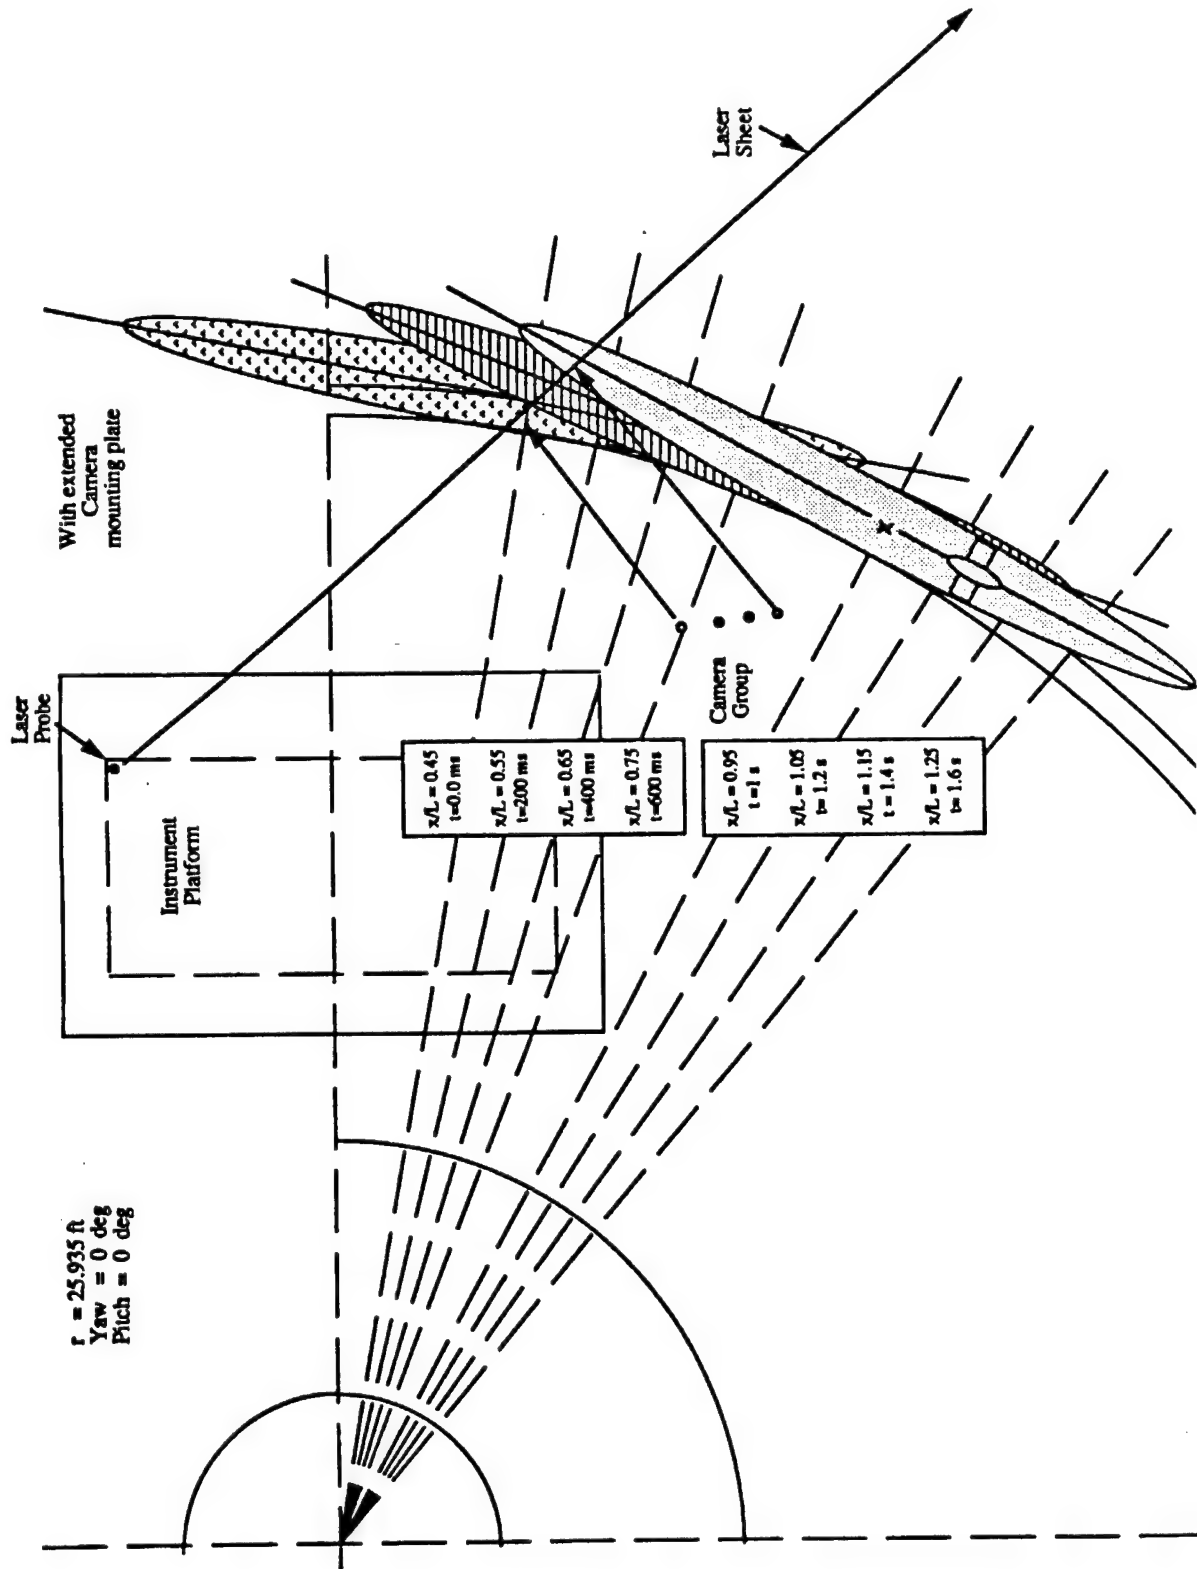 With extended
Camera
mounting plate
Laser
Probe
Laser
Sheet
Instrument
Platform
Camera
Group
x/L = 0.45
t=0.0 ms
x/L = 0.55
t=200 ms
x/L = 0.65
t=400 ms
x/L = 0.75
t=600 ms
x/L = 0.95
t=1 s
x/L = 1.05
t= 1.2 s
x/L = 1.15
t = 1.4 s
x/L = 1.25
t= 1.6 s
r = 25.935 ft
Yaw = 0 deg
Pitch = 0 deg
x